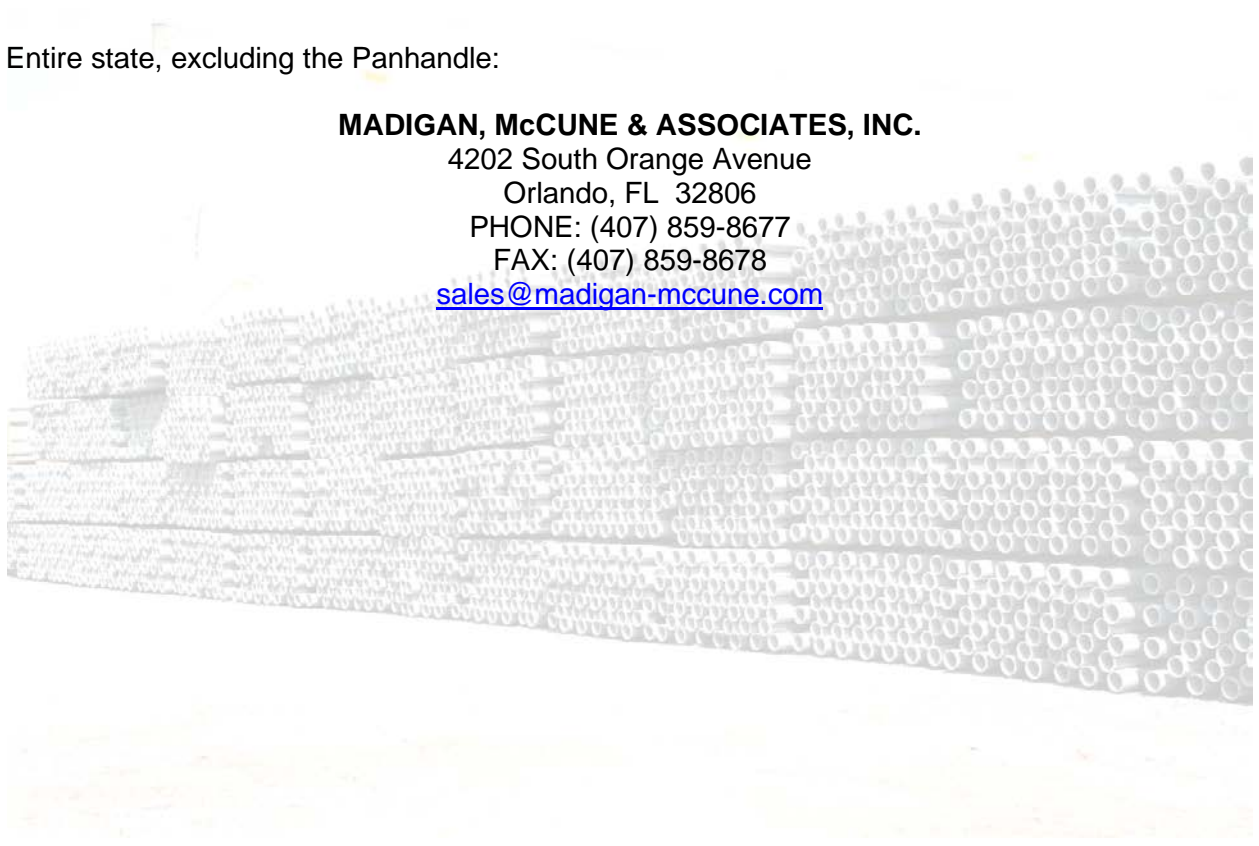 Entire state, excluding the Panhandle:
MADIGAN, McCUNE & ASSOCIATES, INC.
4202 South Orange Avenue
Orlando, FL 32806
PHONE: (407) 859-8677
FAX: (407) 859-8678
sales@madigan-mccune.com